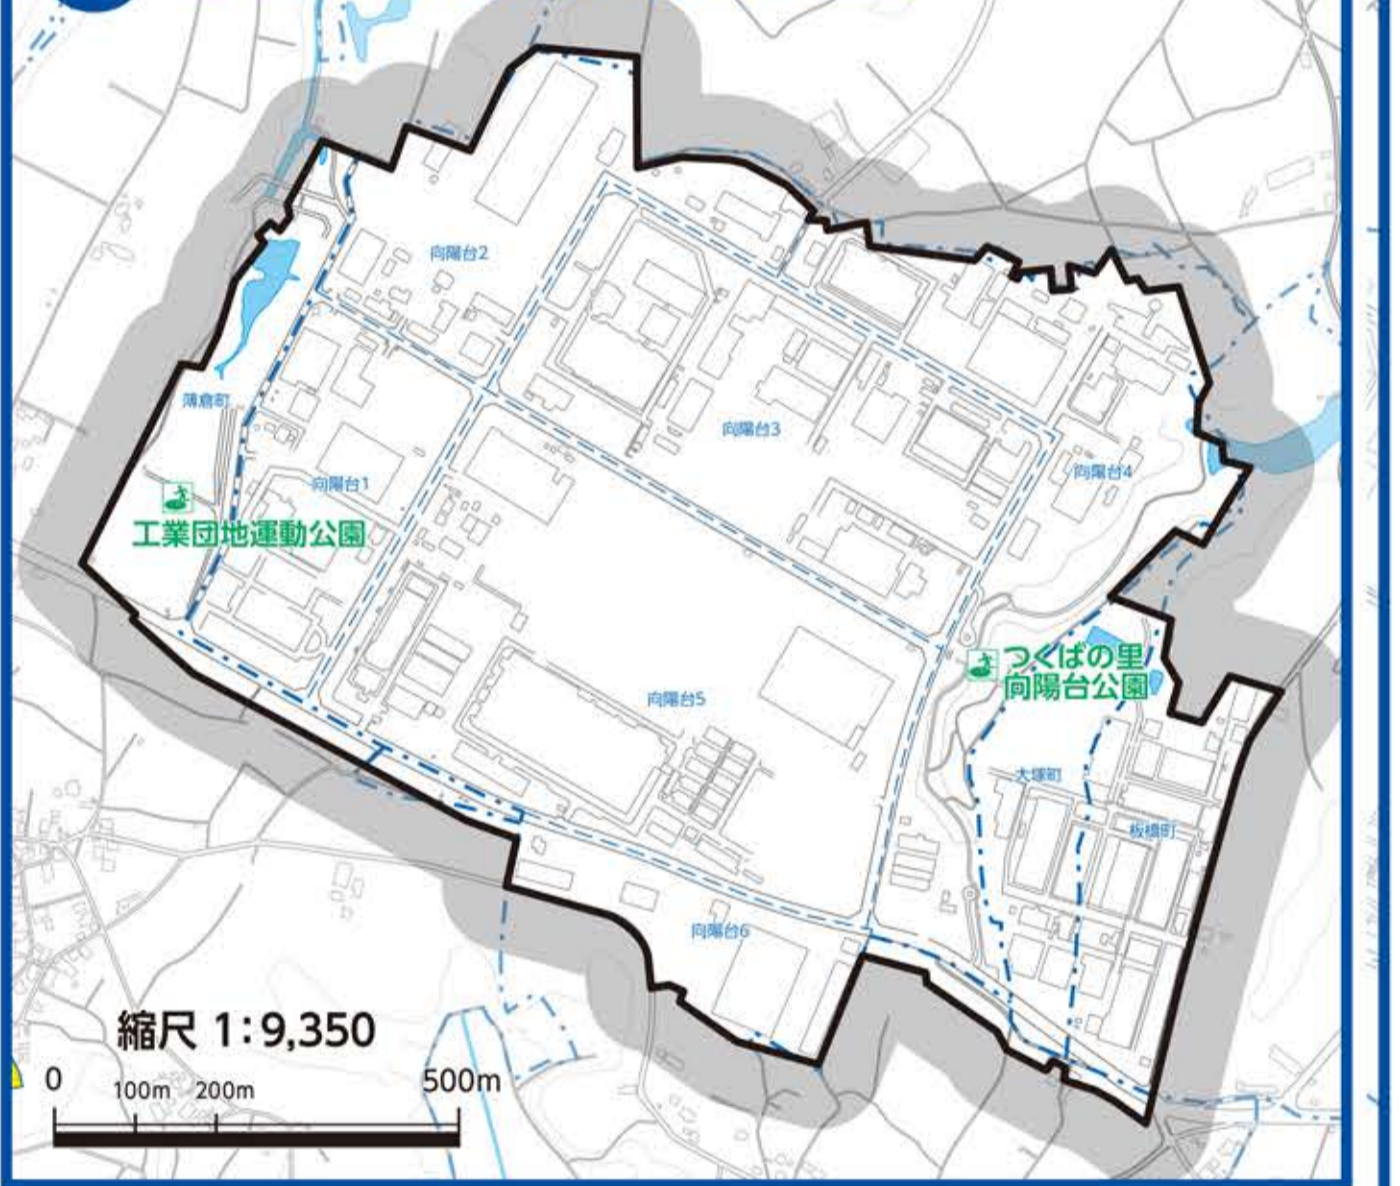 向陽台2
薄倉町
向陽台3
向陽台4
向陽台1
工業団地運動公園
つくばの里
向陽台公園
向陽台5
大塚町
板橋町
向陽台6
縮尺 1:9,350
0
100m
200m
500m